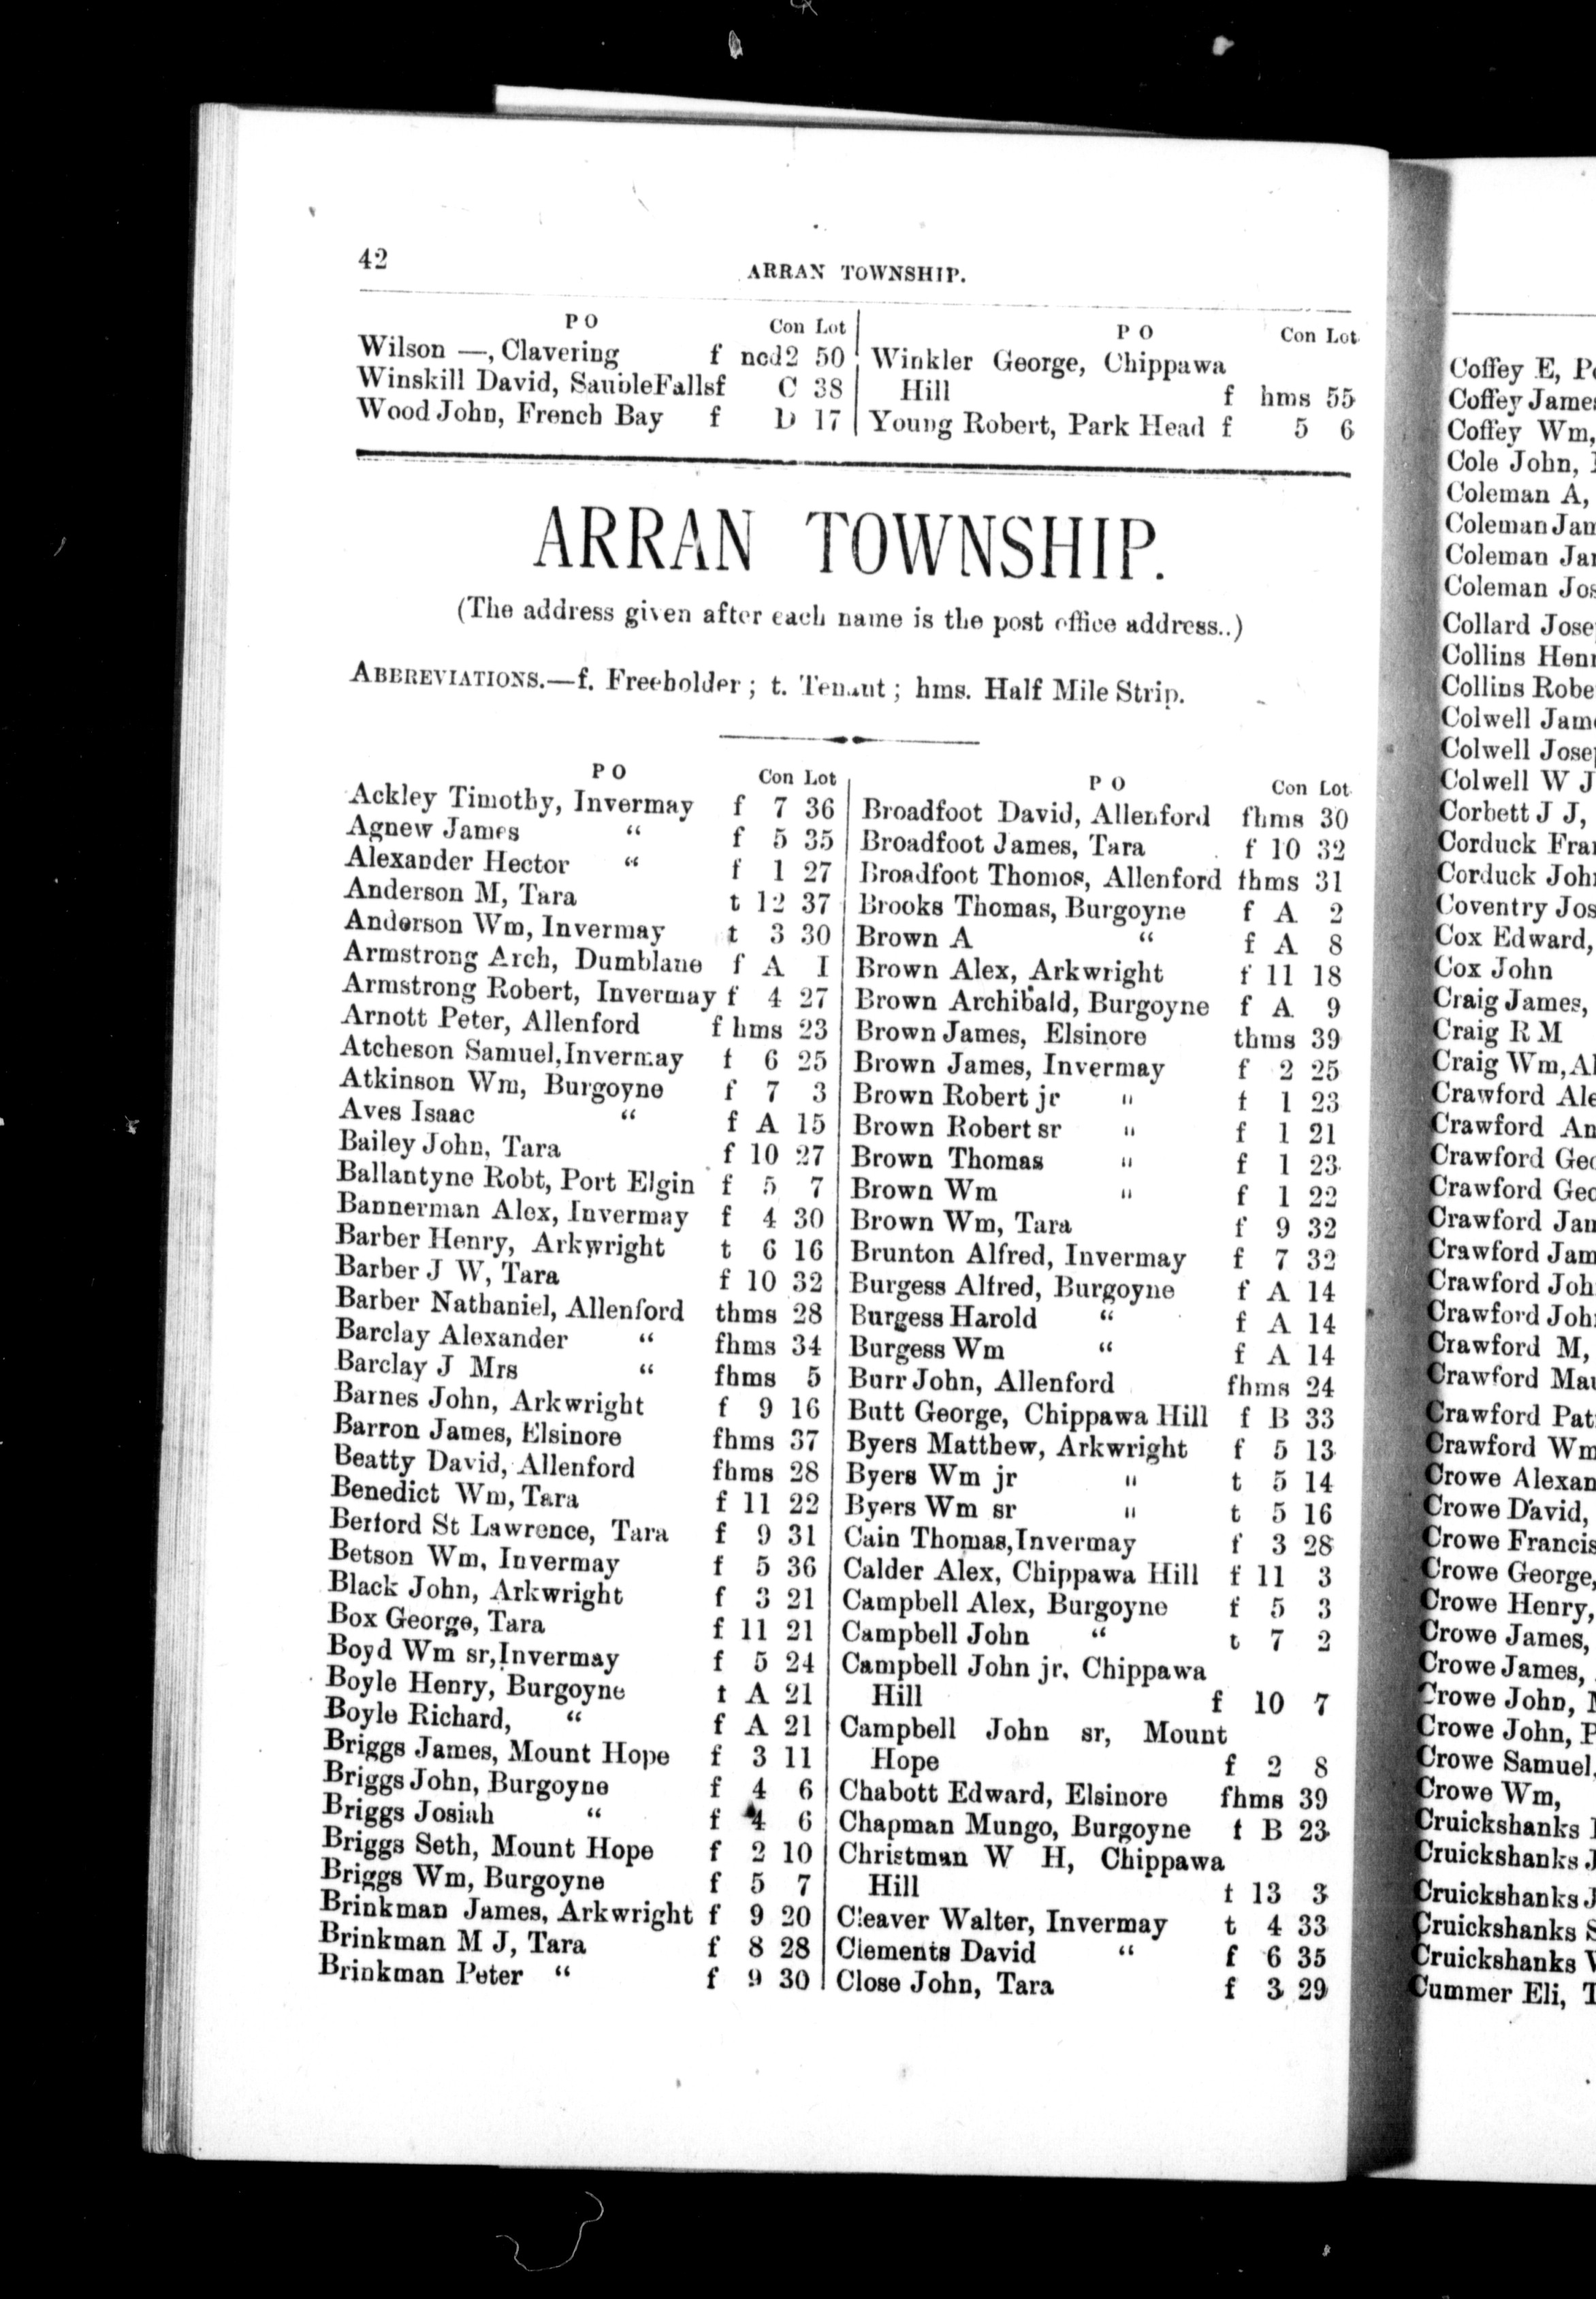 42
ARRAN TOWNSHIP.
P O Con Lot
Wilson —, Clavering f ncd2 50
Winskill David, SaubleFallsf C 38
Wood John, French Bay f D 17
P O Con Lot
Winkler George, Chippawa
Hill f hms 55
Young Robert, Park Head f 5 6
ARRAN TOWNSHIP.
(The address given after each name is the post office address..)
ABBREVIATIONS.—f. Freeholder; t. Tenant; hms. Half Mile Strip.
P O Con Lot
Ackley Timothy, Invermay f 7 36
Agnew James " f 5 35
Alexander Hector " f 1 27
Anderson M, Tara t 12 37
Anderson Wm, Invermay t 3 30
Armstrong Arch, Dumblane f A I
Armstrong Robert, Invermay f 4 27
Arnott Peter, Allenford f hms 23
Atcheson Samuel, Invermay f 6 25
Atkinson Wm, Burgoyne f 7 3
Aves Isaac " f A 15
Bailey John, Tara f 10 27
Ballantyne Robt, Port Elgin f 5 7
Bannerman Alex, Invermay f 4 30
Barber Henry, Arkwright t 6 16
Barber J W, Tara f 10 32
Barber Nathaniel, Allenford thms 28
Barclay Alexander " fhms 34
Barclay J Mrs " fhms 5
Barnes John, Arkwright f 9 16
Barron James, Elsinore fhms 37
Beatty David, Allenford fhms 28
Benedict Wm, Tara f 11 22
Berford St Lawrence, Tara f 9 31
Betson Wm, Invermay f 5 36
Black John, Arkwright f 3 21
Box George, Tara f 11 21
Boyd Wm sr, Invermay f 5 24
Boyle Henry, Burgoyne t A 21
Boyle Richard, " f A 21
Briggs James, Mount Hope f 3 11
Briggs John, Burgoyne f 4 6
Briggs Josiah " f 4 6
Briggs Seth, Mount Hope f 2 10
Briggs Wm, Burgoyne f 5 7
Brinkman James, Arkwright f 9 20
Brinkman M J, Tara f 8 28
Brinkman Peter " f 9 30
P O Con Lot
Broadfoot David, Allenford fhms 30
Broadfoot James, Tara f 10 32
Broadfoot Thomos, Allenford thms 31
Brooks Thomas, Burgoyne f A 2
Brown A " f A 8
Brown Alex, Arkwright f 11 18
Brown Archibald, Burgoyne f A 9
Brown James, Elsinore thms 39
Brown James, Invermay f 2 25
Brown Robert jr " t 1 23
Brown Robert sr " f 1 21
Brown Thomas " f 1 23
Brown Wm " f 1 22
Brown Wm, Tara f 9 32
Brunton Alfred, Invermay f 7 32
Burgess Alfred, Burgoyne f A 14
Burgess Harold " f A 14
Burgess Wm " f A 14
Burr John, Allenford fhms 24
Butt George, Chippawa Hill f B 33
Byers Matthew, Arkwright f 5 13
Byers Wm jr " t 5 14
Byers Wm sr " t 5 16
Cain Thomas, Invermay f 3 28
Calder Alex, Chippawa Hill f 11 3
Campbell Alex, Burgoyne f 5 3
Campbell John " t 7 2
Campbell John jr, Chippawa
Hill f 10 7
Campbell John sr, Mount
Hope f 2 8
Chabott Edward, Elsinore fhms 39
Chapman Mungo, Burgoyne t B 23
Christman W H, Chippawa
Hill t 13 3
Cleaver Walter, Invermay t 4 33
Clements David " f 6 35
Close John, Tara f 3 29
Coffey E,
Coffey James
Coffey Wm,
Cole John,
Coleman A,
Coleman
Coleman
Coleman
Collard
Collins
Collins
Colwell
Colwell
Colwell W J
Corbett J J,
Corduck
Corduck
Coventry
Cox Edward,
Cox John
Craig James,
Craig R M
Craig Wm,
Crawford
Crawford
Crawford
Crawford
Crawford
Crawford
Crawford
Crawford
Crawford M,
Crawford
Crawford
Crawford Wm
Crowe
Crowe David,
Crowe Francis
Crowe George,
Crowe Henry,
Crowe James,
Crowe James,
Crowe John,
Crowe John,
Crowe Samuel,
Crowe Wm,
Cruickshanks
Cruickshanks
Cruickshanks
Cruickshanks
Cruickshanks
Cummer Eli,